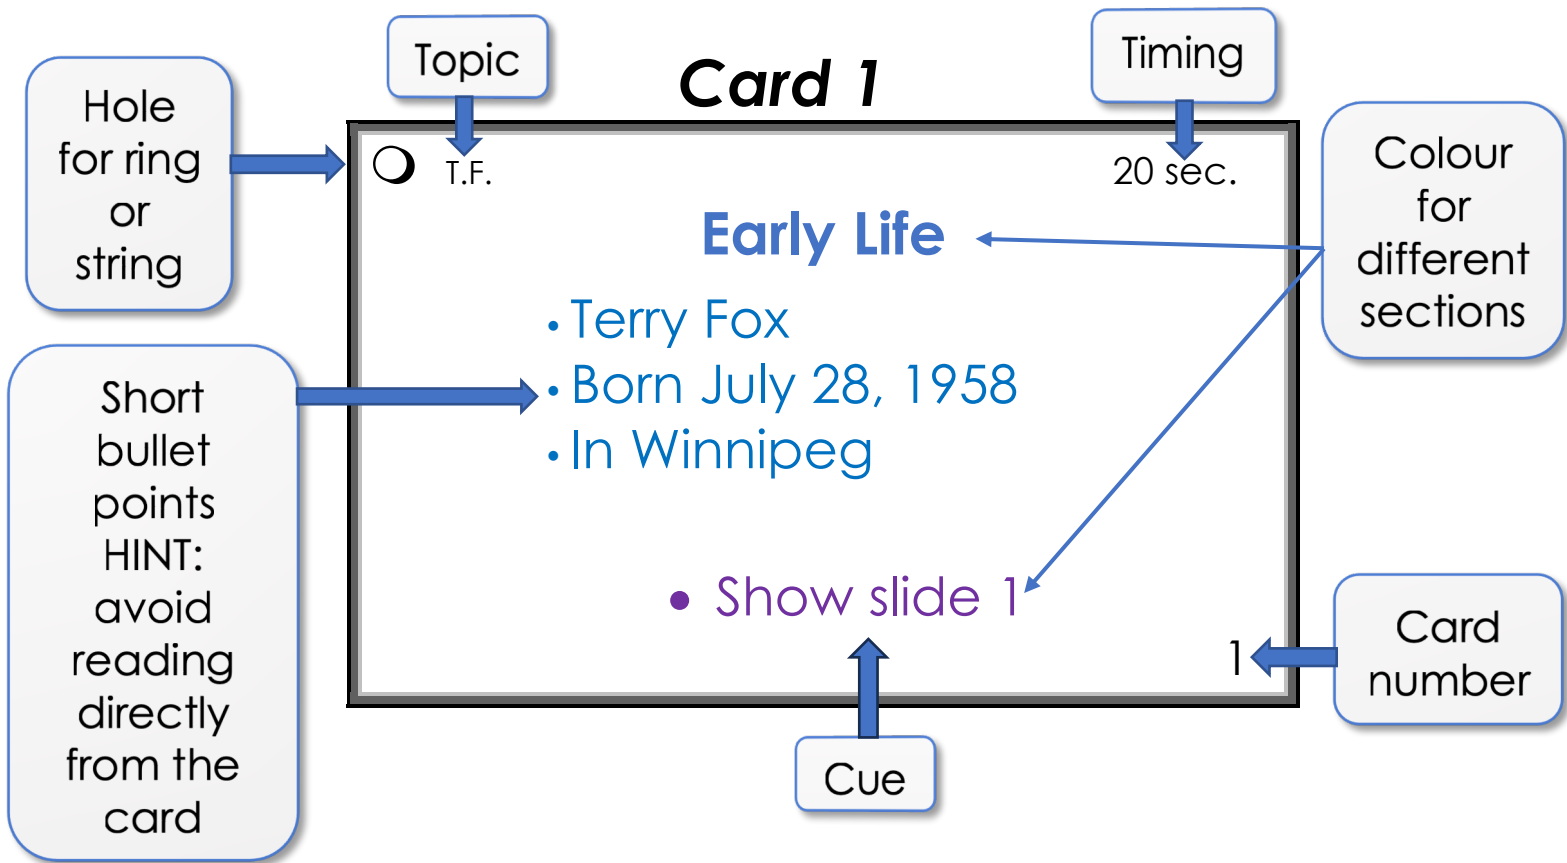 Topic
Timing
Card 1
Hole
for ring
or
string
T.F.
20 sec.
Colour
for
different
sections
Early Life
• Terry Fox
• Born July 28, 1958
• In Winnipeg
Short
bullet
points
HINT:
avoid
reading
directly
from the
card
• Show slide 1
1
Card
number
Cue